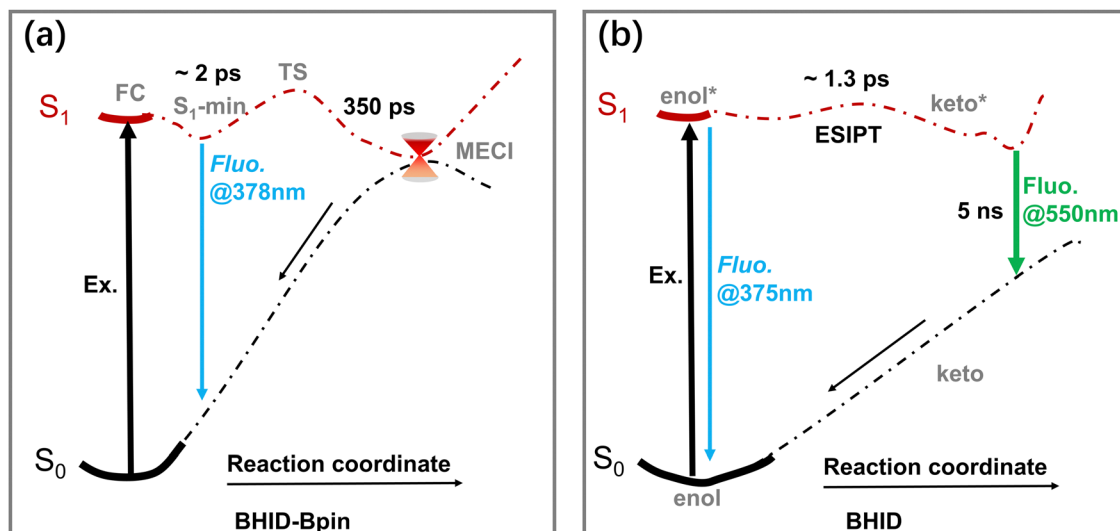 (a)
~ 2 ps
TS
FC
S₁-min
350 ps
S₁
MECI
Fluo.
@378nm
Ex.
S₀
Reaction coordinate
BHID-Bpin
(b)
~ 1.3 ps
enol*
keto*
S₁
ESIPT
Fluo.
@550nm
5 ns
Ex.
Fluo.
@375nm
keto
S₀
Reaction coordinate
enol
BHID